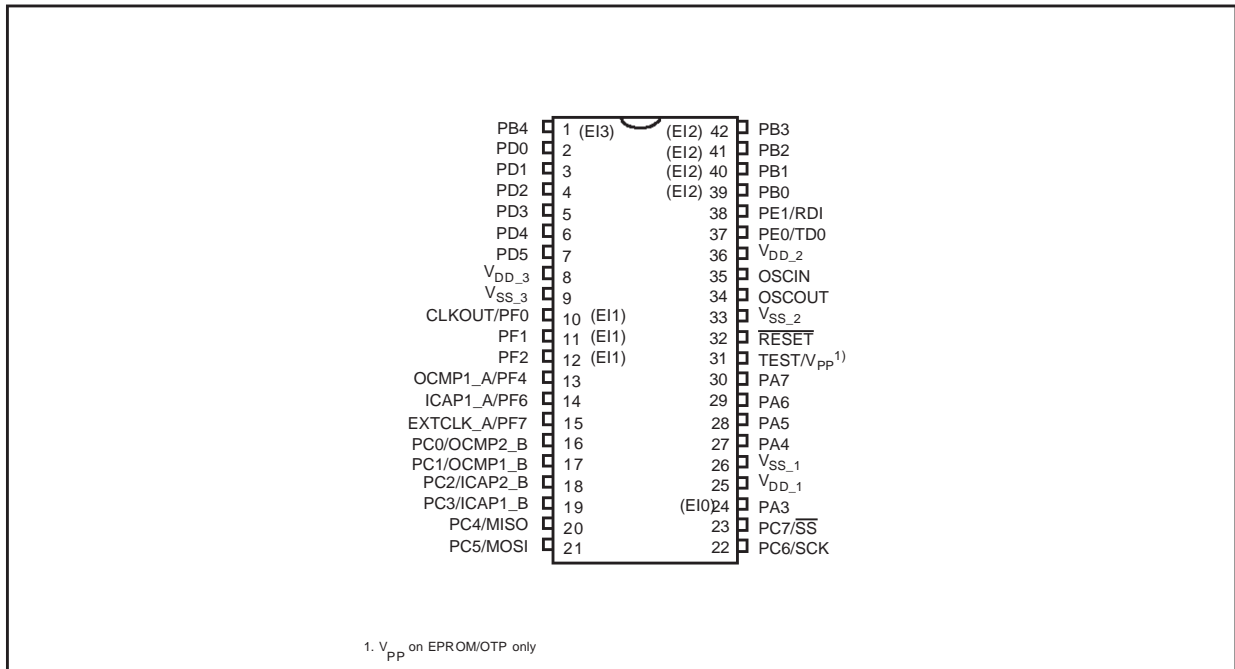 PB4 1 (EI3) (EI2) 42 PB3
PD0 2 (EI2) 41 PB2
PD1 3 (EI2) 40 PB1
PD2 4 (EI2) 39 PB0
PD3 5 38 PE1/RDI
PD4 6 37 PE0/TD0
PD5 7 36 VDD_2
VDD_3 8 35 OSCIN
VSS_3 9 34 OSCOUT
CLKOUT/PF0 10 (EI1) 33 VSS_2
PF1 11 (EI1) 32 R̅E̅S̅E̅T̅
PF2 12 (EI1) 31 TEST/VPP1)
OCMP1_A/PF4 13 30 PA7
ICAP1_A/PF6 14 29 PA6
EXTCLK_A/PF7 15 28 PA5
PC0/OCMP2_B 16 27 PA4
PC1/OCMP1_B 17 26 VSS_1
PC2/ICAP2_B 18 25 VDD_1
PC3/ICAP1_B 19 (EI0) 24 PA3
PC4/MISO 20 23 PC7/S̅S̅
PC5/MOSI 21 22 PC6/SCK
1. VPP on EPROM/OTP only